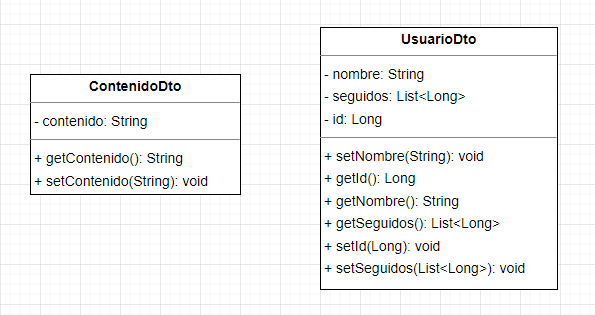 ContenidoDto
- contenido: String
+ getContenido(): String
+ setContenido(String): void
UsuarioDto
- nombre: String
- seguidos: List<Long>
- id: Long
+ setNombre(String): void
+ getId(): Long
+ getNombre(): String
+ getSeguidos(): List<Long>
+ setId(Long): void
+ setSeguidos(List<Long>): void